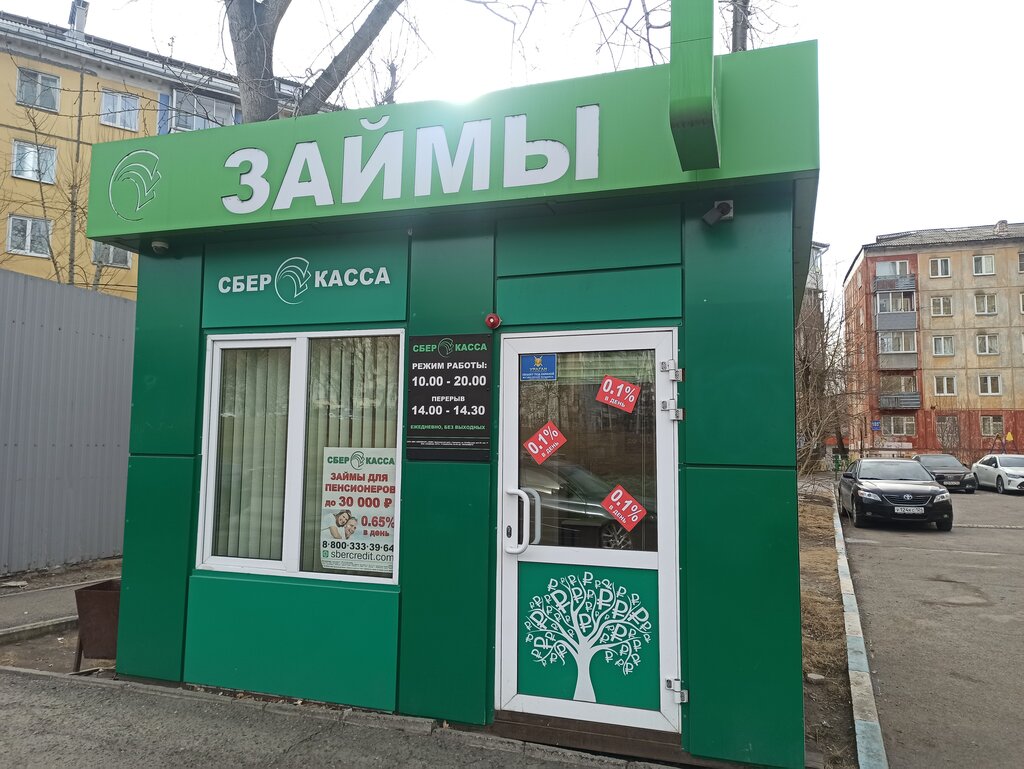 ЗАЙМЫ
СБЕР КАССА
СБЕР КАССА
РЕЖИМ РАБОТЫ:
10.00 - 20.00
ПЕРЕРЫВ
14.00 - 14.30
ЕЖЕДНЕВНО, БЕЗ ВЫХОДНЫХ
УРАГАН
0.1%
В ДЕНЬ
0.1%
В ДЕНЬ
0.1%
В ДЕНЬ
СБЕР КАССА
ЗАЙМЫ ДЛЯ
ПЕНСИОНЕРОВ
до 30 000 ₽
0.65%
в день
8-800-333-39-64
sbercredit.com